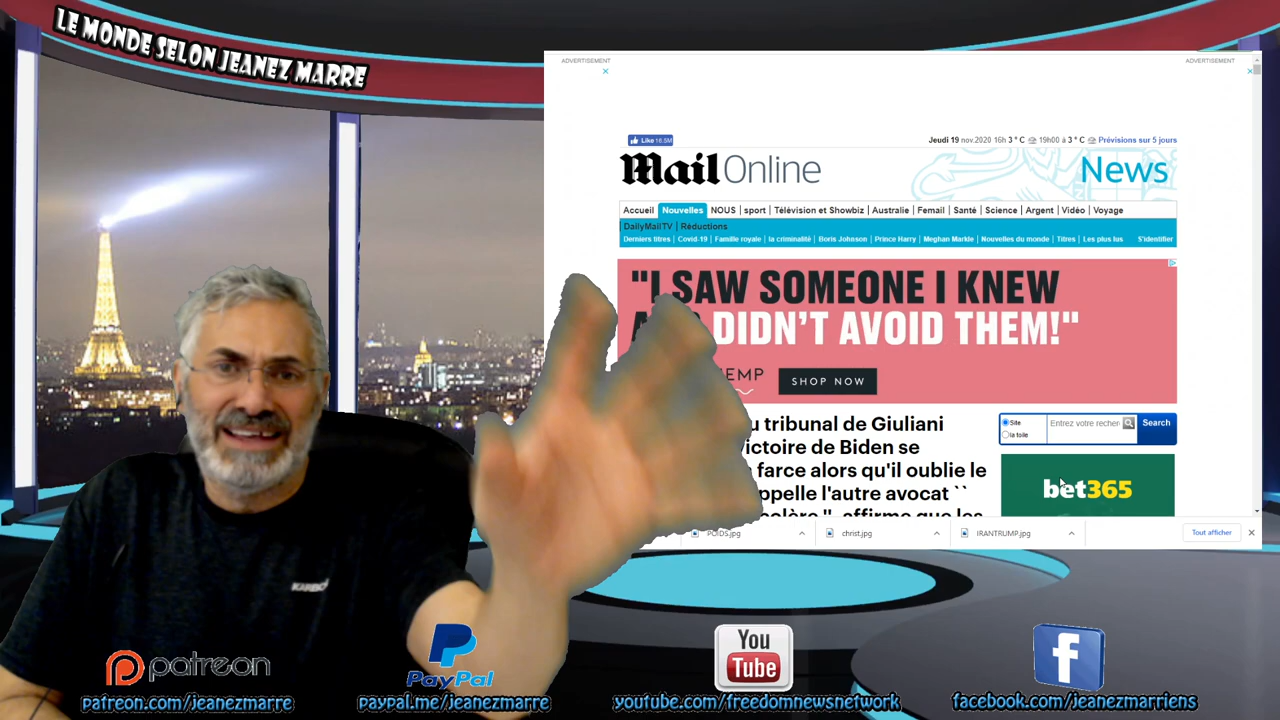 LE MONDE SELON JEANEZ MARRE
ADVERTISEMENT
ADVERTISEMENT
Like 16.5M
Jeudi 19 nov.2020 16h 3 ° C 19h00 à 3 ° C Prévisions sur 5 jours
Mail Online
News
Accueil Nouvelles NOUS sport Télévision et Showbiz Australie Femail Santé Science Argent Vidéo Voyage
DailyMailTV Réductions
Derniers titres Covid-19 Famille royale la criminalité Boris Johnson Prince Harry Meghan Markle Nouvelles du monde Titres Les plus lus S'identifier
"I SAW SOMEONE I KNEW
DIDN'T AVOID THEM!"
SHOP NOW
tribunal de Giuliani
victoire de Biden se
farce alors qu'il oublie le
l'autre avocat ``
affirme que les
Site
la toile
Entrez votre recher
Search
bet365
POIDS.jpg
christ.jpg
IRANTRUMP.jpg
Tout afficher
patreon
patreon.com/jeanezmarre
PayPal
paypal.me/jeanezmarre
You
Tube
youtube.com/freedomnewsnetwork
f
facebook.com/jeanezmarriens